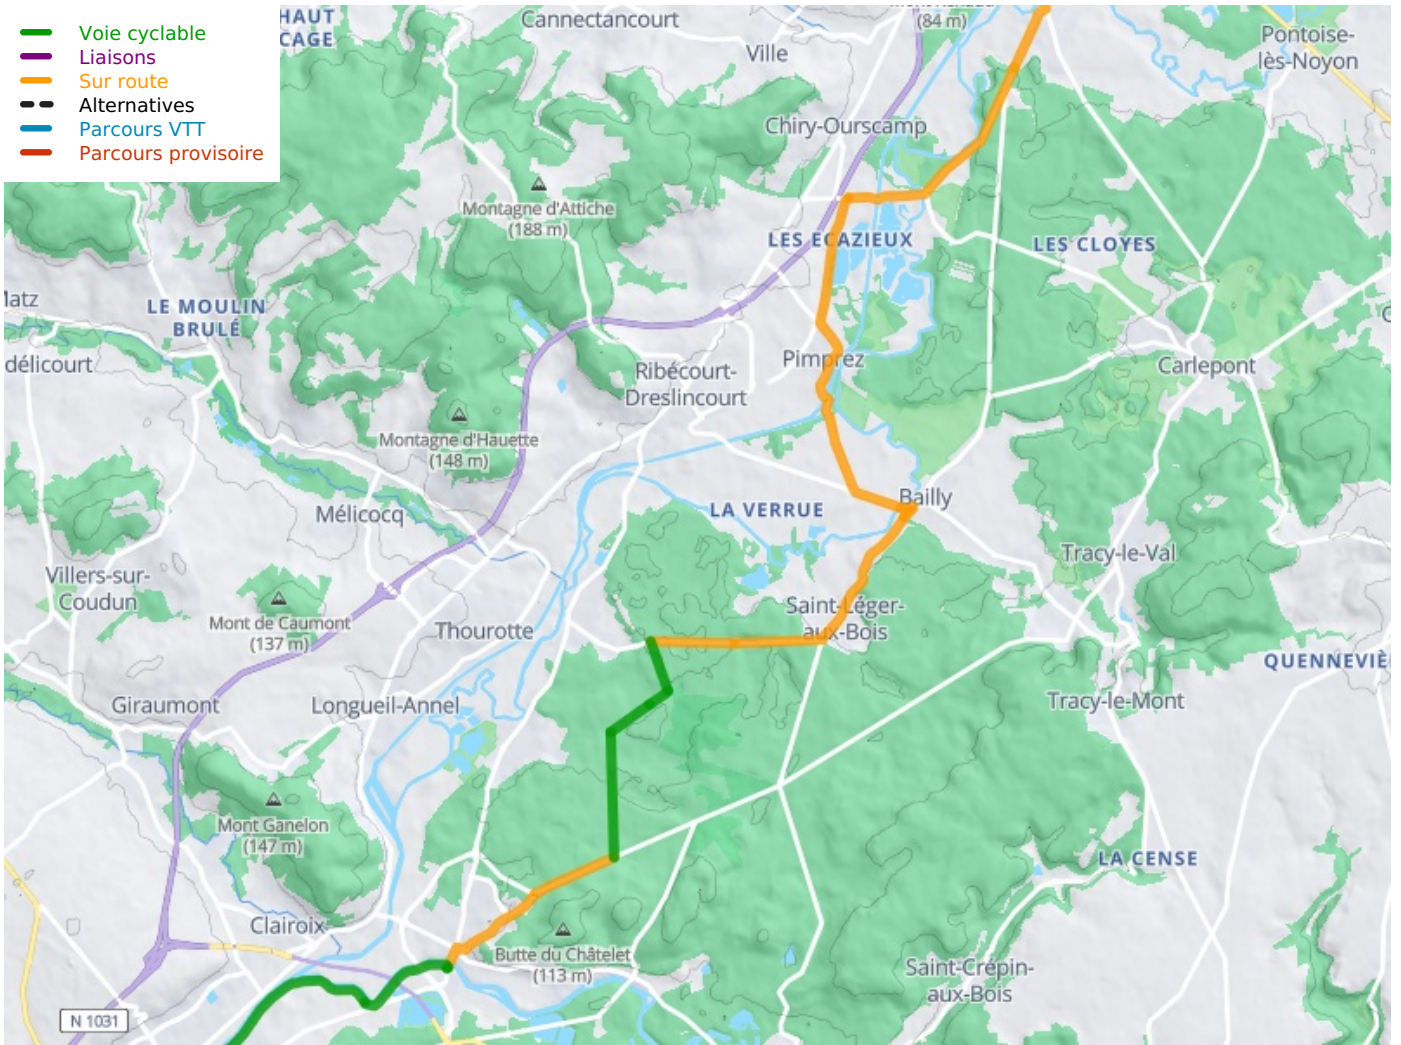 Voie cyclable
Liaisons
Sur route
Alternatives
Parcours VTT
Parcours provisoire
HAUT
CAGE
Cannectancourt
(84 m)
Ville
Pontoise-
lès-Noyon
Chiry-Ourscamp
Montagne d'Attiche
(188 m)
LES ECAZIEUX
LES CLOYES
Matz
LE MOULIN
BRULÉ
délicourt
Pimprez
Carlepont
Ribécourt-
Dreslincourt
Montagne d'Hauette
(148 m)
Mélicocq
LA VERRUE
Bailly
Tracy-le-Val
Villers-sur-
Coudun
Mont de Caumont
(137 m)
Thourotte
Saint-Léger-
aux-Bois
QUENNEVIÈ
Giraumont
Longueil-Annel
Tracy-le-Mont
Mont Ganelon
(147 m)
LA CENSE
Clairoix
Butte du Châtelet
(113 m)
Saint-Crépin-
aux-Bois
N 1031